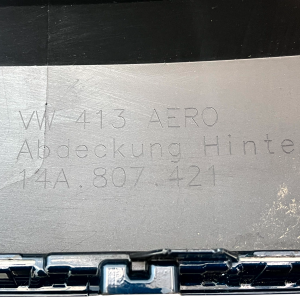 VW 413 AERO
Abdeckung Hinte
14A.807.421